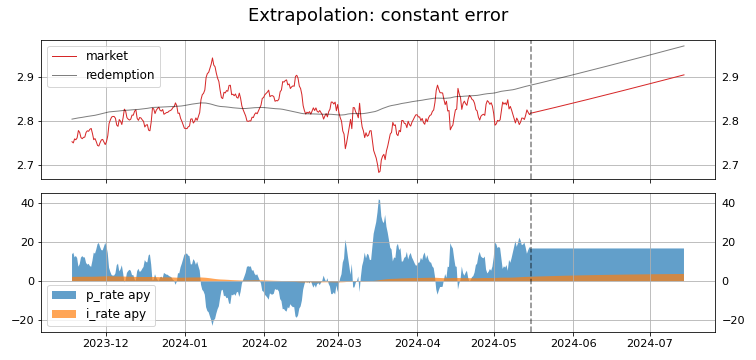 Extrapolation: constant error
market
redemption
2.9
2.8
2.7
2.9
2.8
2.7
40
20
0
−20
p_rate apy
i_rate apy
40
20
0
−20
2023-12 2024-01 2024-02 2024-03 2024-04 2024-05 2024-06 2024-07